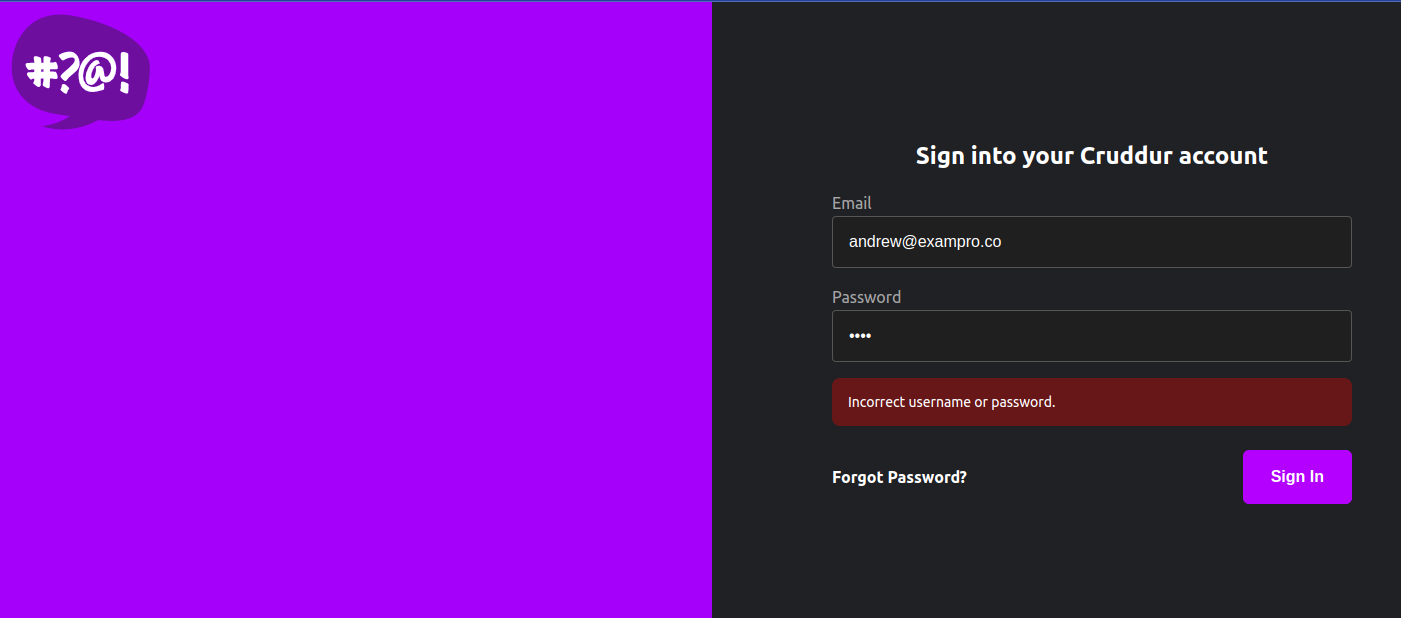 #?@!
Sign into your Cruddur account
Email
andrew@exampro.co
Password
••••
Incorrect username or password.
Forgot Password?
Sign In